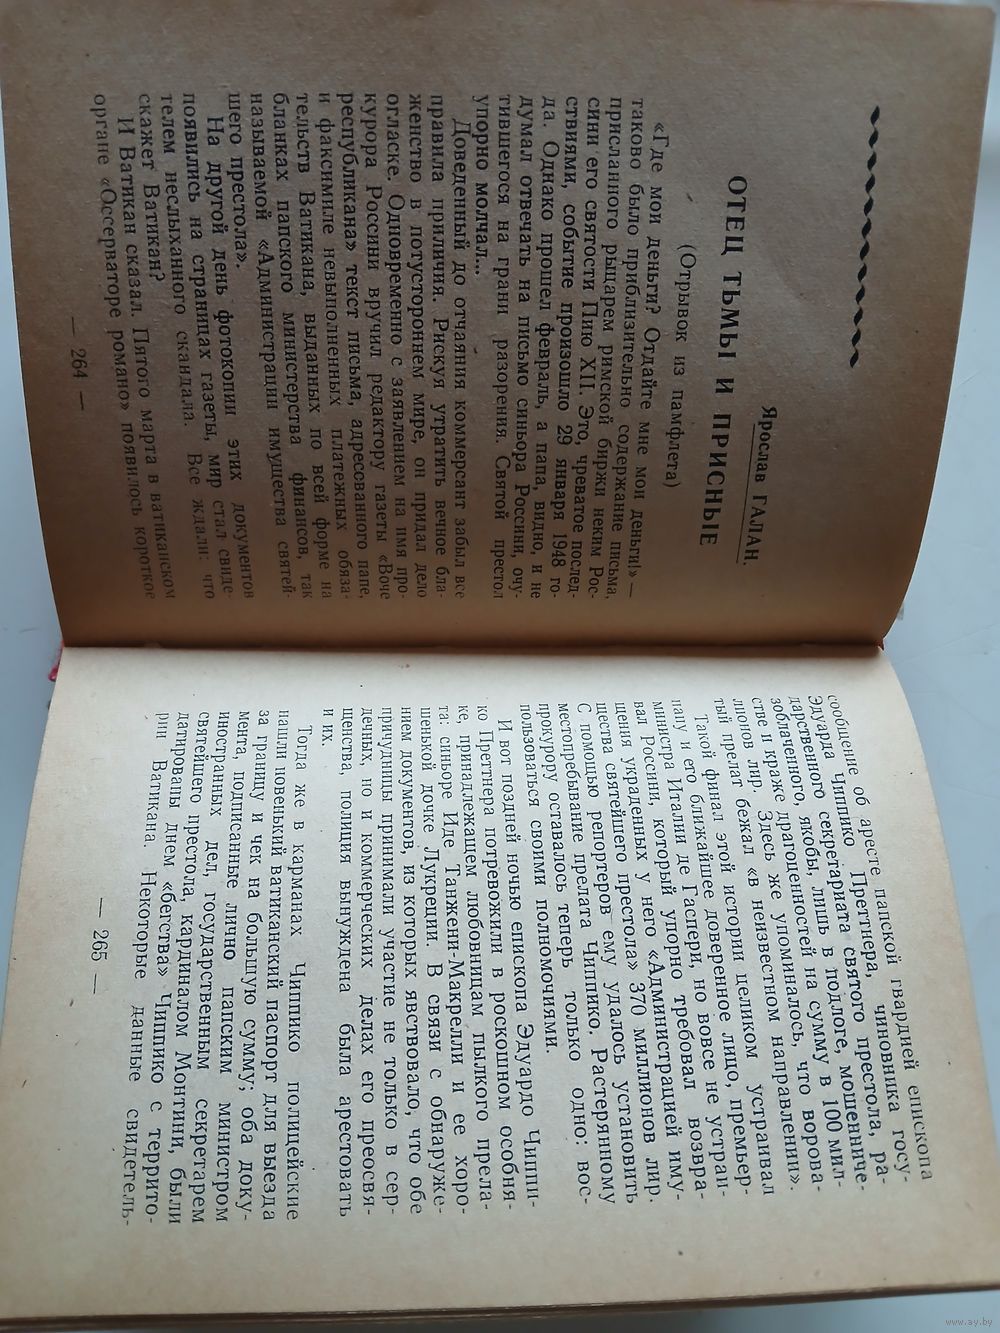 Ярослав ГАЛАН.
ОТЕЦ ТЬМЫ И ПРИСНЫЕ
(Отрывок из памфлета)
«Где мои деньги? Отдайте мне мои деньги!» —
таково было приблизительно содержание письма,
присланного рыцарем римской биржи неким Рос-
сини его святости Пию XII. Это, чреватое послед-
ствиями, событие произошло 29 января 1948 го-
да. Однако прошел февраль, а папа, видно, и не
думал отвечать на письмо синьора Россини, очу-
тившегося на грани разорения. Святой престол
упорно молчал...
Доведенный до отчаяния коммерсант забыл все
правила приличия. Рискуя утратить вечное бла-
женство в потустороннем мире, он придал дело
огласке. Одновременно с заявлением на имя про-
курора Россини вручил редактору газеты «Воче
республикана» текст письма, адресованного папе,
и факсимиле невыполненных платежных обяза-
тельств Ватикана, выданных по всей форме на
бланках папского министерства финансов, так
называемой «Администрации имущества святей-
шего престола».
На другой день фотокопии этих документов
появились на страницах газеты, мир стал свиде-
телем неслыханного скандала. Все ждали: что
скажет Ватикан?
И Ватикан сказал. Пятого марта в ватиканском
органе «Оссерваторе романо» появилось короткое
— 264 —
сообщение об аресте папской гвардией епископа
Эдуарда Чиппико Преттнера, чиновника госу-
дарственного секретариата святого престола, ра-
зоблаченного, якобы, лишь в подлоге, мошенниче-
стве и краже драгоценностей на сумму в 100 мил-
лионов лир. Здесь же упоминалось, что ворова-
тый прелат бежал «в неизвестном направлении».
Такой финал этой истории целиком устраивал
папу и его ближайшее доверенное лицо, премьер-
министра Италии де Гаспери, но вовсе не устраи-
вал Россини, который упорно требовал возвра-
щения украденных у него «Администрацией иму-
щества святейшего престола» 370 миллионов лир.
С помощью репортеров ему удалось установить
местопребывание прелата Чиппико. Растерянному
прокурору оставалось теперь только одно: вос-
пользоваться своими полномочиями.
И вот поздней ночью епископа Эдуардо Чиппи-
ко Преттнера потревожили в роскошном особня-
ке, принадлежащем любовницам пылкого прела-
та: синьоре Иде Танжени-Макрелли и ее хоро-
шенькой дочке Лукреции. В связи с обнаруже-
нием документов, из которых явствовало, что обе
причудницы принимали участие не только в сер-
дечных, но и коммерческих делах его преосвя-
щенства, полиция вынуждена была арестовать
и их.
Тогда же в карманах Чиппико полицейские
нашли новенький ватиканский паспорт для выезда
за границу и чек на большую сумму; оба доку-
мента, подписанные лично папским министром
иностранных дел, государственным секретарем
святейшего престола, кардиналом Монтини, были
датированы днем «бегства» Чиппико с террито-
рии Ватикана. Некоторые данные свидетель-
— 265 —
www.ay.by